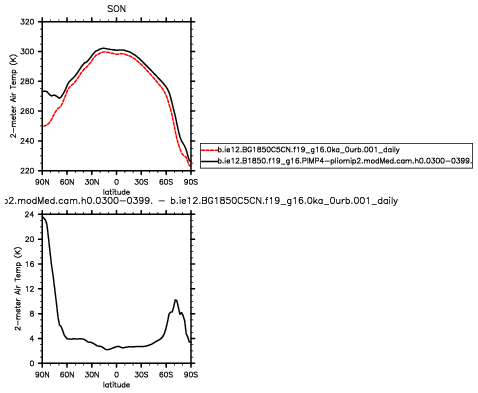 SON
320
300
280
260
240
220
2-meter Air Temp (K)
90N 60N 30N 0 30S 60S 90S
latitude
b.ie12.BG1850C5CN.f19_g16.0ka_0urb.001_daily
b.ie12.B1850.f19_g16.PIMP4-pliomip2.modMed.cam.h0.0300-0399.
p2.modMed.cam.h0.0300-0399. - b.ie12.BG1850C5CN.f19_g16.0ka_0urb.001_daily
24
20
16
12
8
4
0
2-meter Air Temp (K)
90N 60N 30N 0 30S 60S 90S
latitude